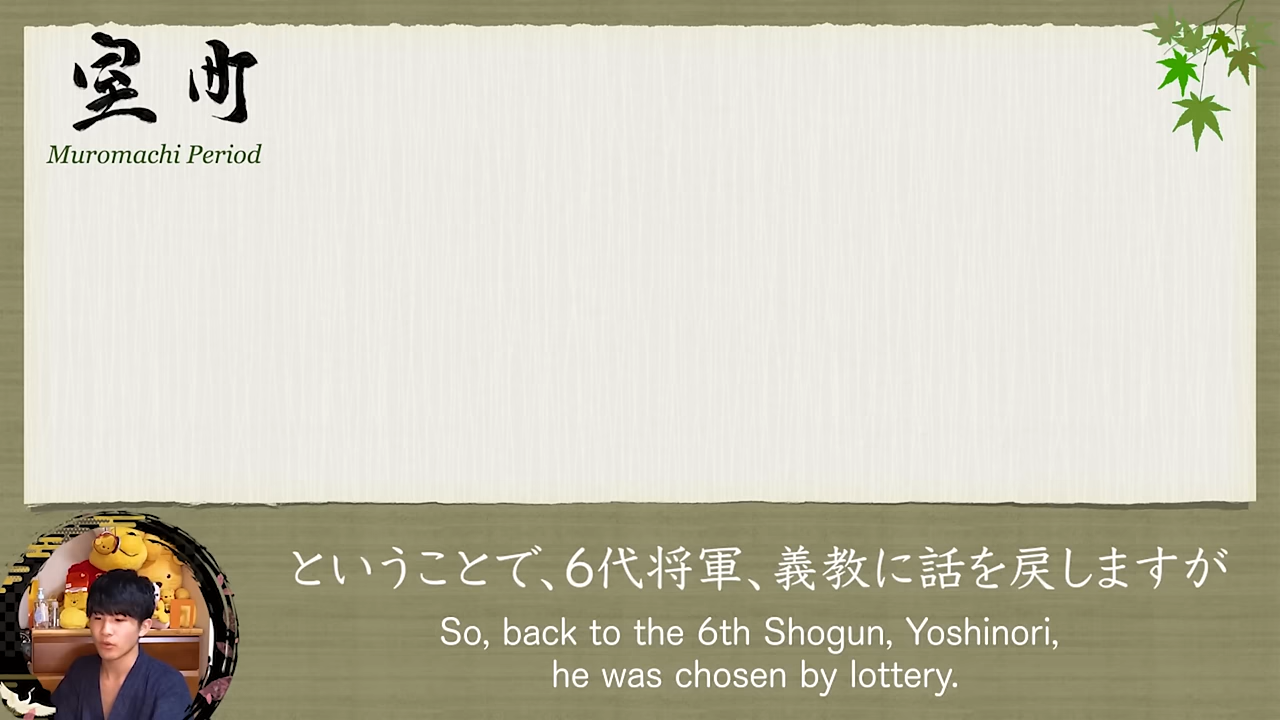 室町
Muromachi Period
ということで、6代将軍、義教に話を戻しますが
So, back to the 6th Shogun, Yoshinori,
he was chosen by lottery.